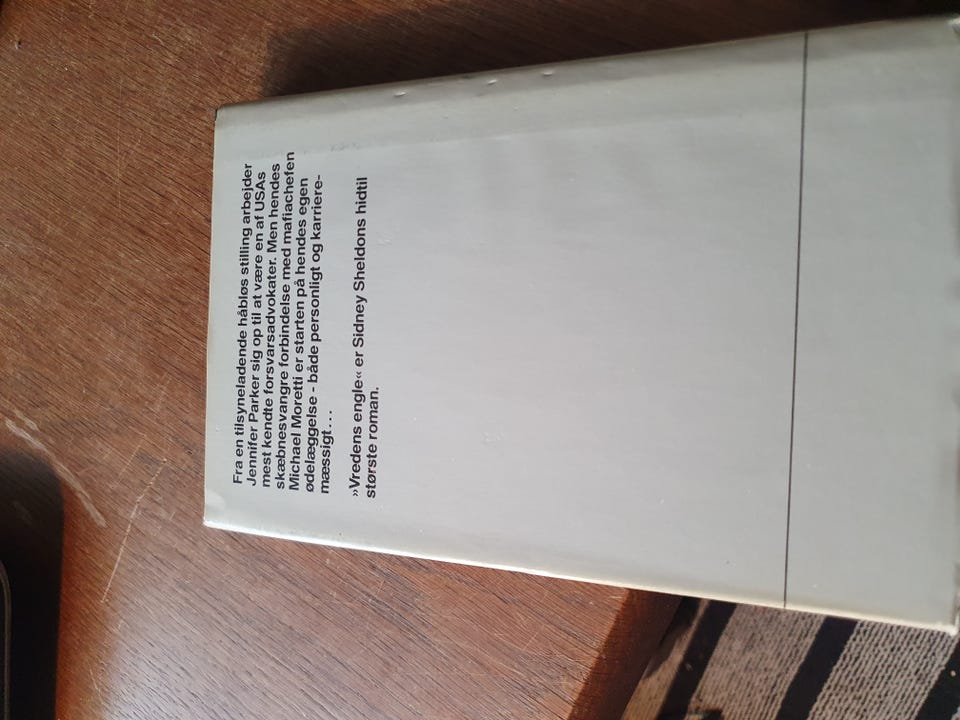 Fra en tilsyneladende håbløs stilling arbejder
Jennifer Parker sig op til at være en af USAs
mest kendte forsvarsadvokater. Men hendes
skæbnesvangre forbindelse med mafiachefen
Michael Moretti er starten på hendes egen
ødelæggelse - både personligt og karriere-
mæssigt...
»Vredens engle« er Sidney Sheldons hidtil
største roman.